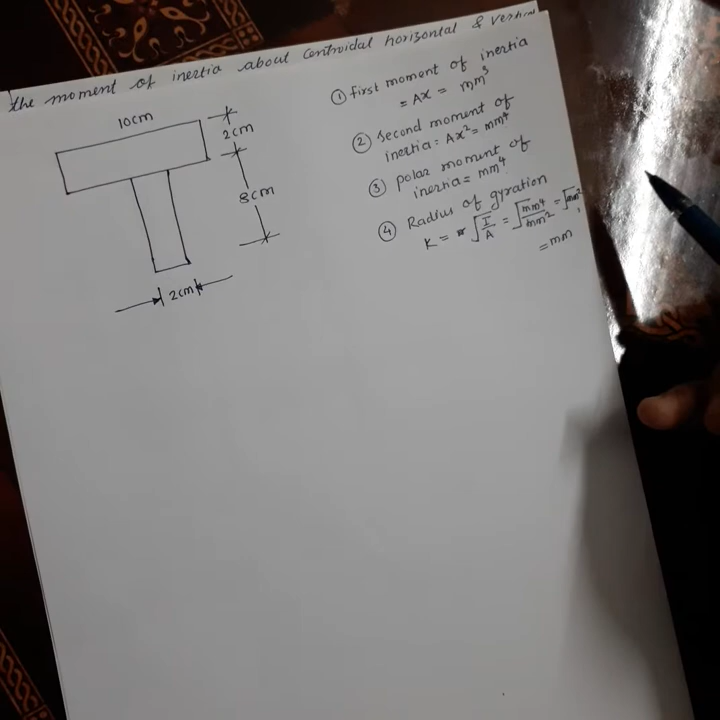 the moment of inertia about centroidal horizontal & vertical
10cm
2cm
8cm
2cm
① first moment of inertia
= Ax = mm³
② second moment of
inertia = Ax² = mm⁴
③ polar moment of
inertia = mm⁴
④ Radius of gyration
K = √I/A = √mm⁴/mm² = √mm²
= mm